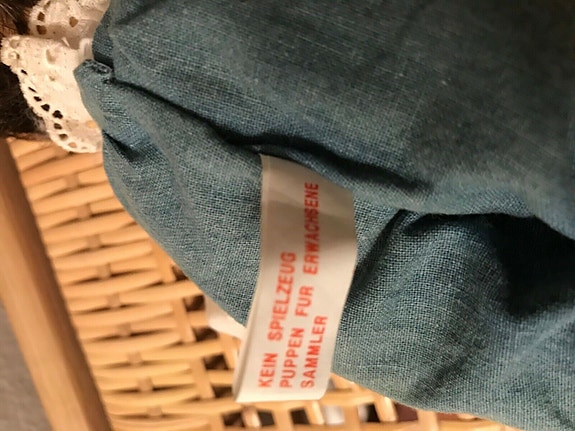 KEIN SPIELZEUG
PUPPEN FUR ERWACHSENE
SAMMLER